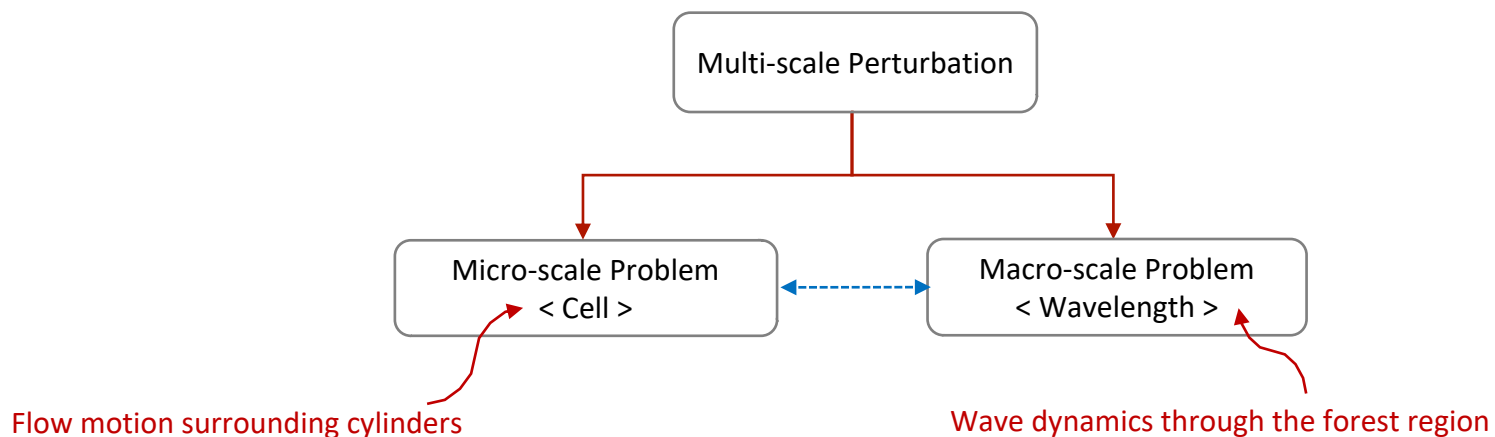 Multi-scale Perturbation
Micro-scale Problem
< Cell >
Macro-scale Problem
< Wavelength >
Flow motion surrounding cylinders
Wave dynamics through the forest region